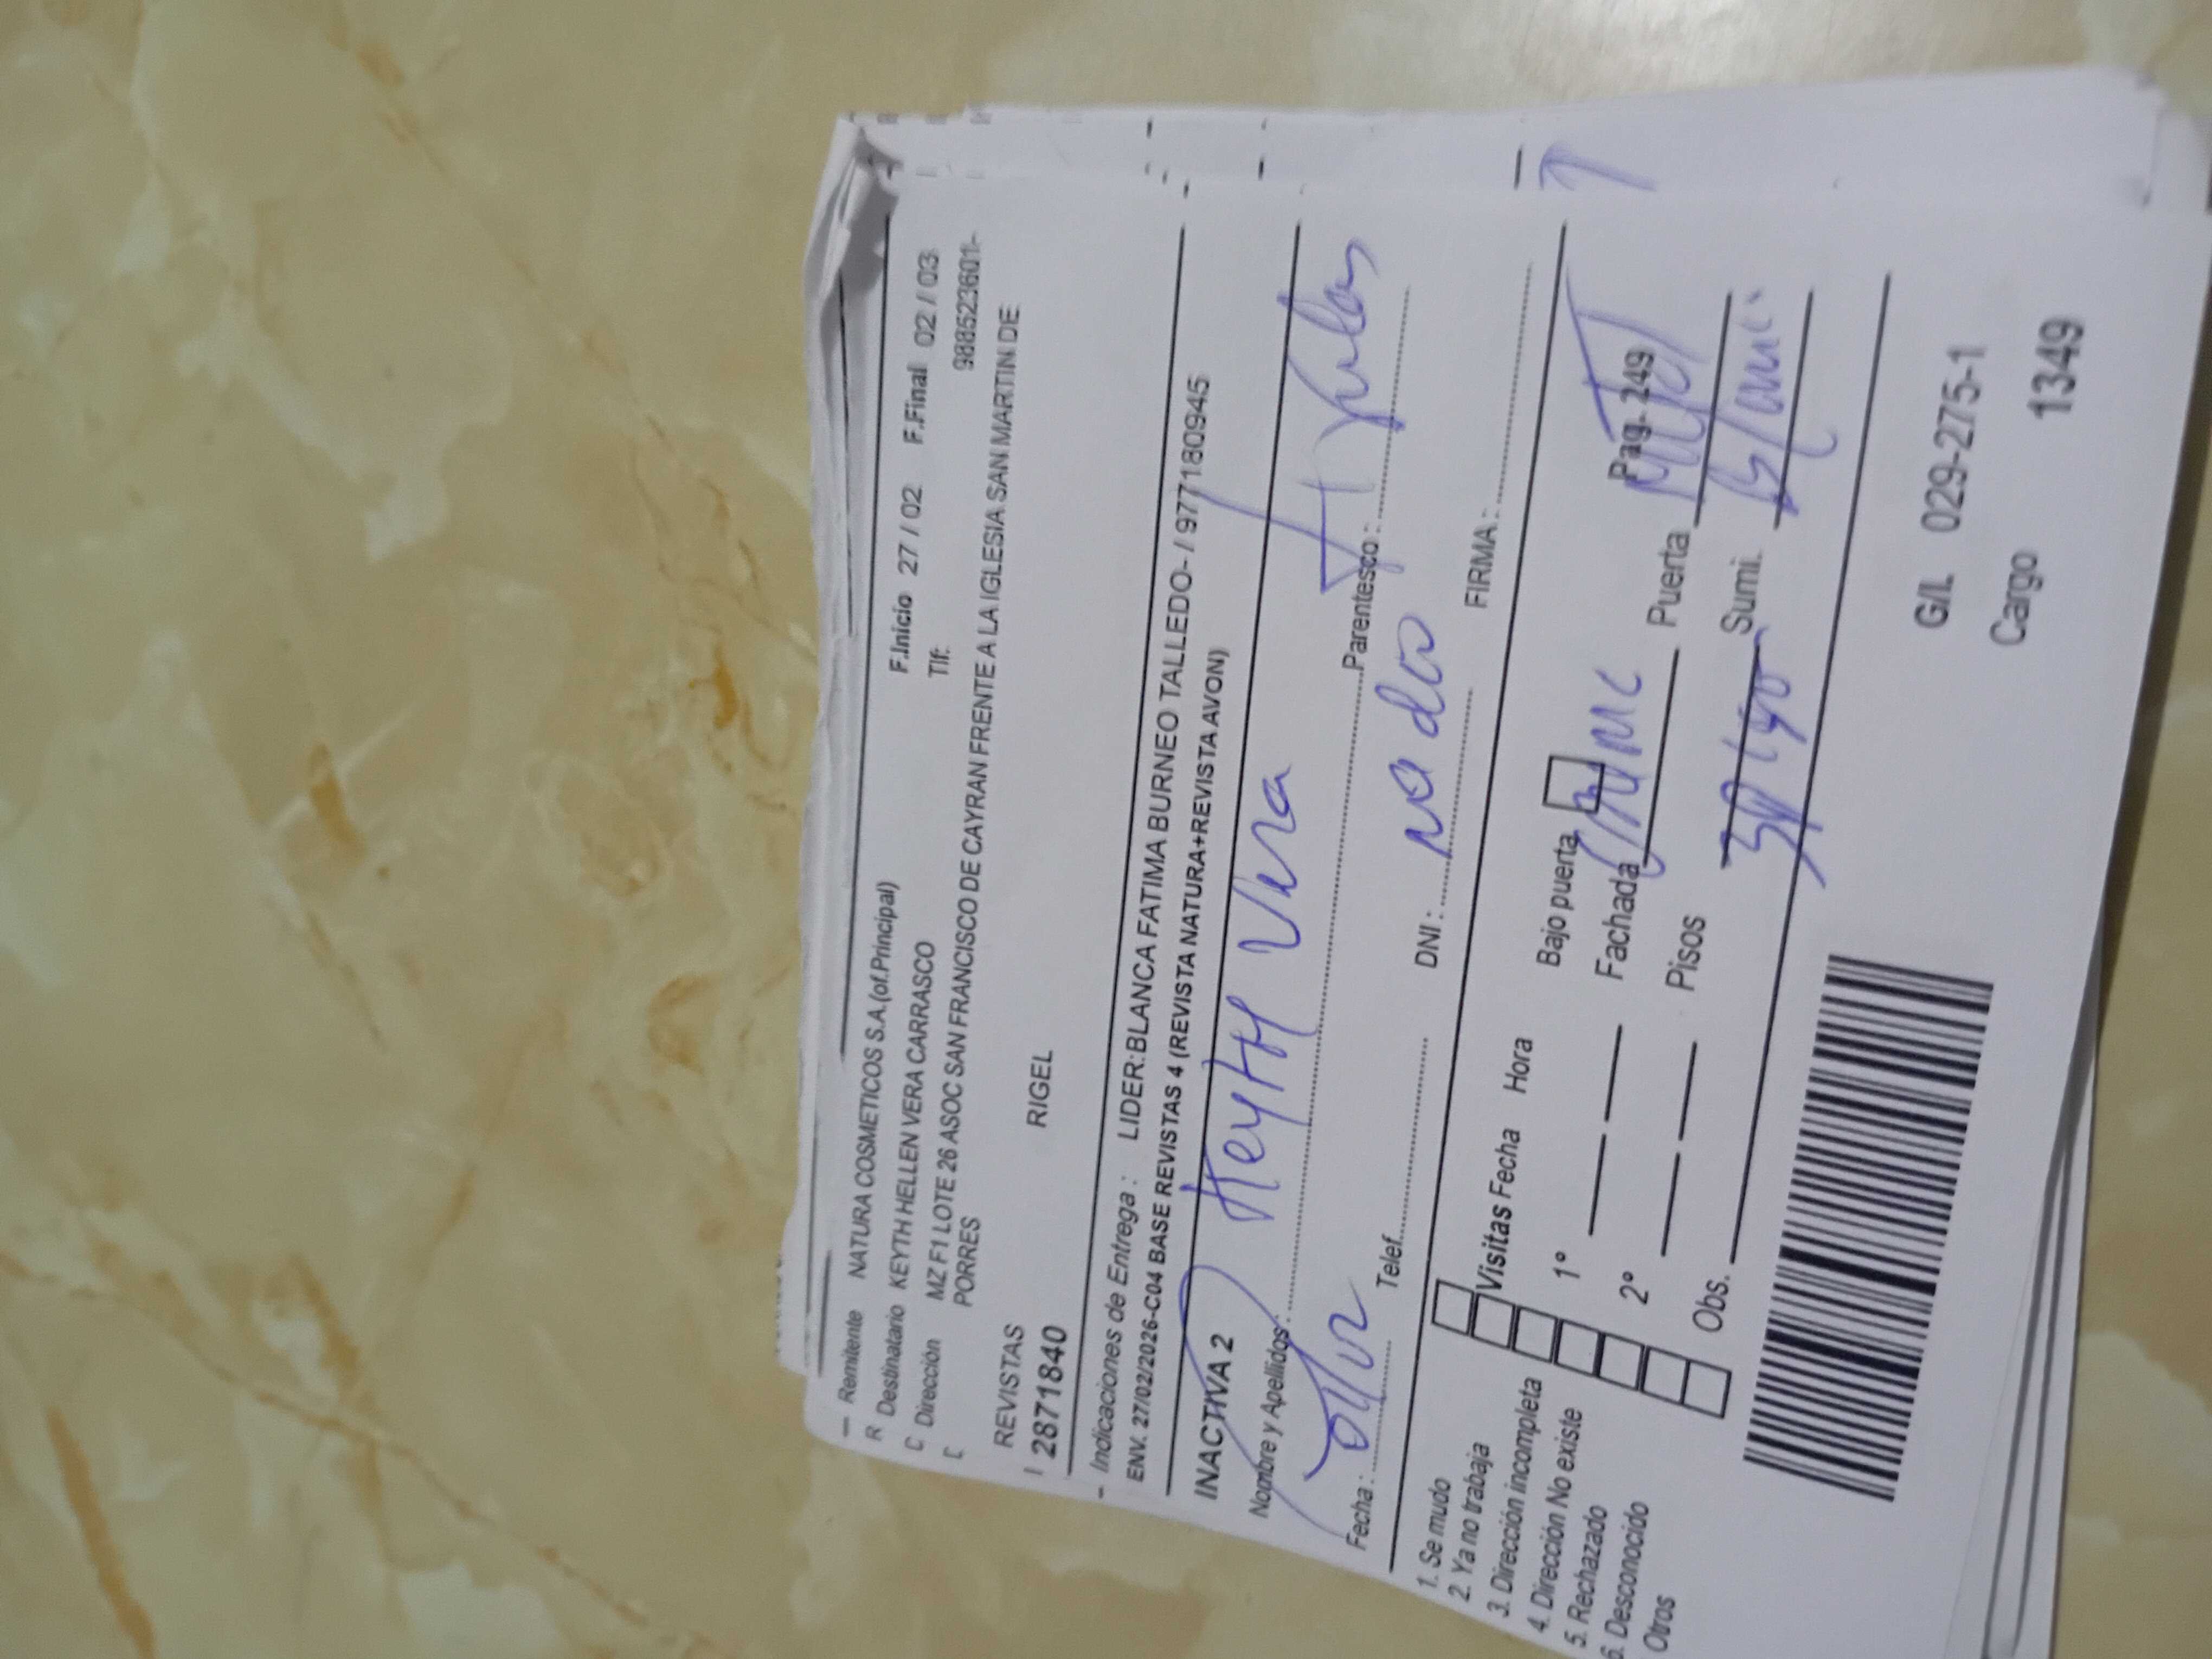 Remitente NATURA COSMETICOS S.A.(of.Principal)
R Destinatario KEYTH HELLEN VERA CARRASCO F.Inicio 27 / 02 F.Final 02 / 03
C Dirección MZ F1 LOTE 26 ASOC SAN FRANCISCO DE CAYRAN FRENTE A LA IGLESIA SAN MARTIN DE PORRES
Tlf: 988523601-
REVISTAS RIGEL
2871840
Indicaciones de Entrega : LIDER:BLANCA FATIMA BURNEO TALLEDO- / 977180945
ENV. 27/02/2026-C04 BASE REVISTAS 4 (REVISTA NATURA+REVISTA AVON)
INACTIVA 2
Nombre y Apellidos: Keyth Vera
Fecha: Parentesco:
Telef. DNI: no dio FIRMA:
1. Se mudo
2. Ya no trabaja
3. Dirección incompleta
4. Dirección No existe
5. Rechazado
6. Desconocido
Otros
Visitas Fecha Hora Bajo puerta
1° Fachada Puerta Pag.- 249
2° Pisos Sumi.
Obs.
G/L 029-275-1
Cargo 1349